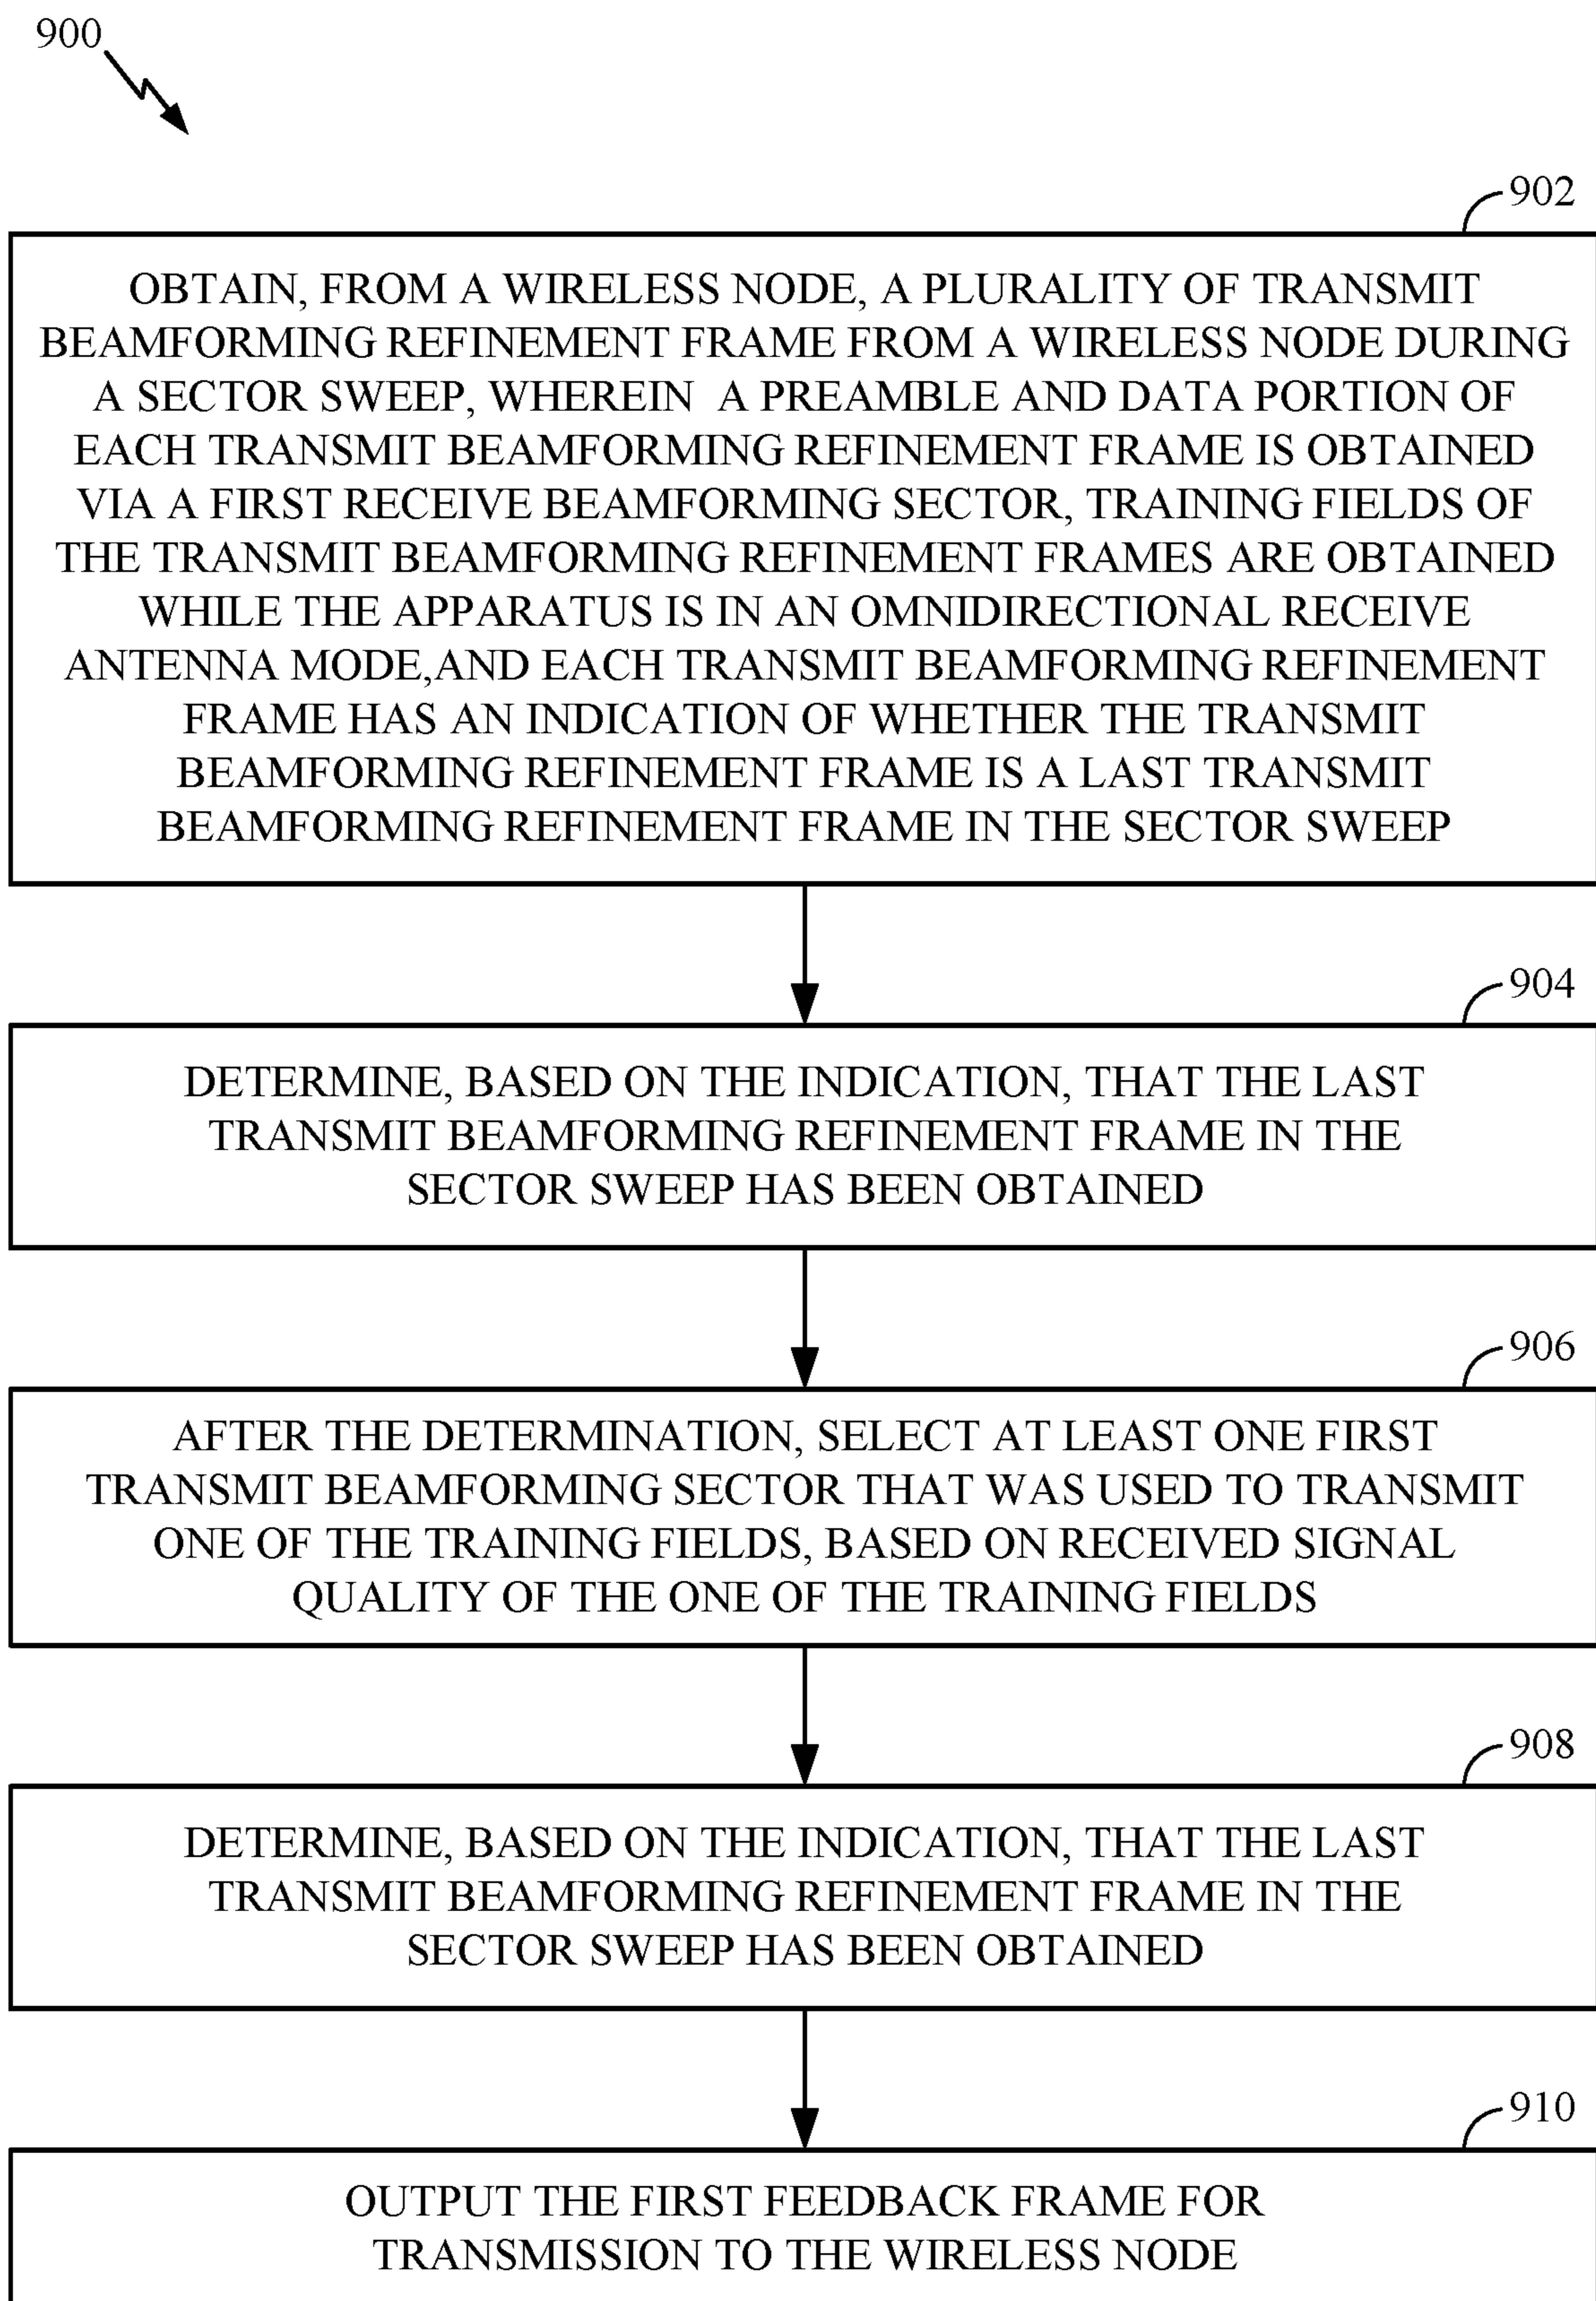 900
902
OBTAIN, FROM A WIRELESS NODE, A PLURALITY OF TRANSMIT
BEAMFORMING REFINEMENT FRAME FROM A WIRELESS NODE DURING
A SECTOR SWEEP, WHEREIN A PREAMBLE AND DATA PORTION OF
EACH TRANSMIT BEAMFORMING REFINEMENT FRAME IS OBTAINED
VIA A FIRST RECEIVE BEAMFORMING SECTOR, TRAINING FIELDS OF
THE TRANSMIT BEAMFORMING REFINEMENT FRAMES ARE OBTAINED
WHILE THE APPARATUS IS IN AN OMNIDIRECTIONAL RECEIVE
ANTENNA MODE,AND EACH TRANSMIT BEAMFORMING REFINEMENT
FRAME HAS AN INDICATION OF WHETHER THE TRANSMIT
BEAMFORMING REFINEMENT FRAME IS A LAST TRANSMIT
BEAMFORMING REFINEMENT FRAME IN THE SECTOR SWEEP
904
DETERMINE, BASED ON THE INDICATION, THAT THE LAST
TRANSMIT BEAMFORMING REFINEMENT FRAME IN THE
SECTOR SWEEP HAS BEEN OBTAINED
906
AFTER THE DETERMINATION, SELECT AT LEAST ONE FIRST
TRANSMIT BEAMFORMING SECTOR THAT WAS USED TO TRANSMIT
ONE OF THE TRAINING FIELDS, BASED ON RECEIVED SIGNAL
QUALITY OF THE ONE OF THE TRAINING FIELDS
908
DETERMINE, BASED ON THE INDICATION, THAT THE LAST
TRANSMIT BEAMFORMING REFINEMENT FRAME IN THE
SECTOR SWEEP HAS BEEN OBTAINED
910
OUTPUT THE FIRST FEEDBACK FRAME FOR
TRANSMISSION TO THE WIRELESS NODE